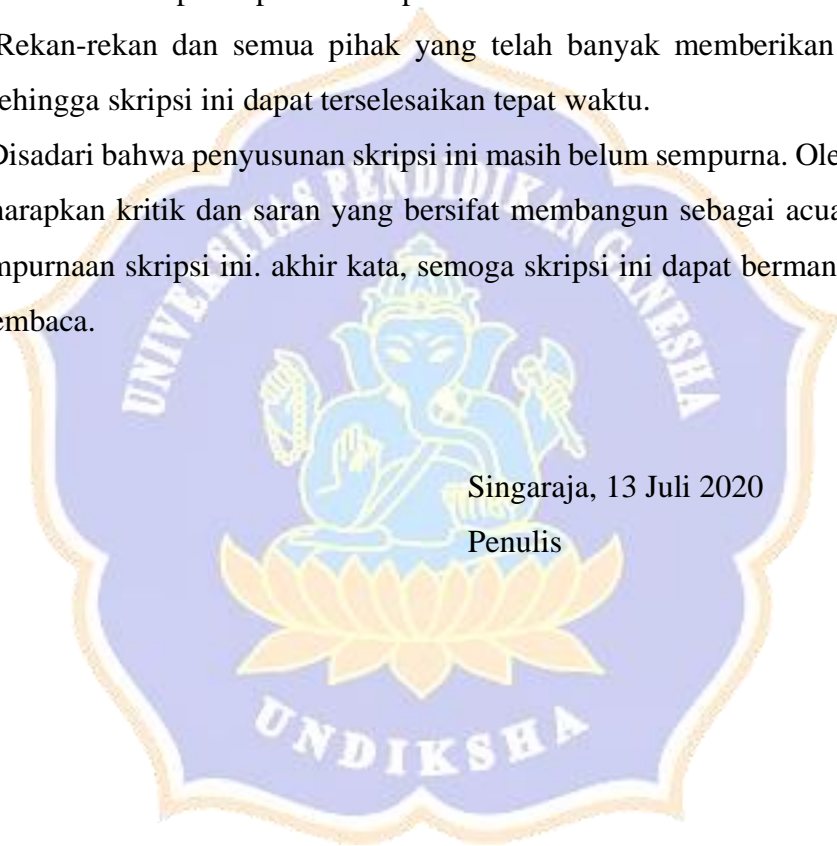 Rekan-rekan dan semua pihak yang telah banyak memberikan
ehingga skripsi ini dapat terselesaikan tepat waktu.
Disadari bahwa penyusunan skripsi ini masih belum sempurna. Ole
harapkan kritik dan saran yang bersifat membangun sebagai acua
mpurnaan skripsi ini. akhir kata, semoga skripsi ini dapat berman
embaca.
UNIVERSITAS PENDIDIKAN GANESHA
Singaraja, 13 Juli 2020
Penulis
UNDIKSHA